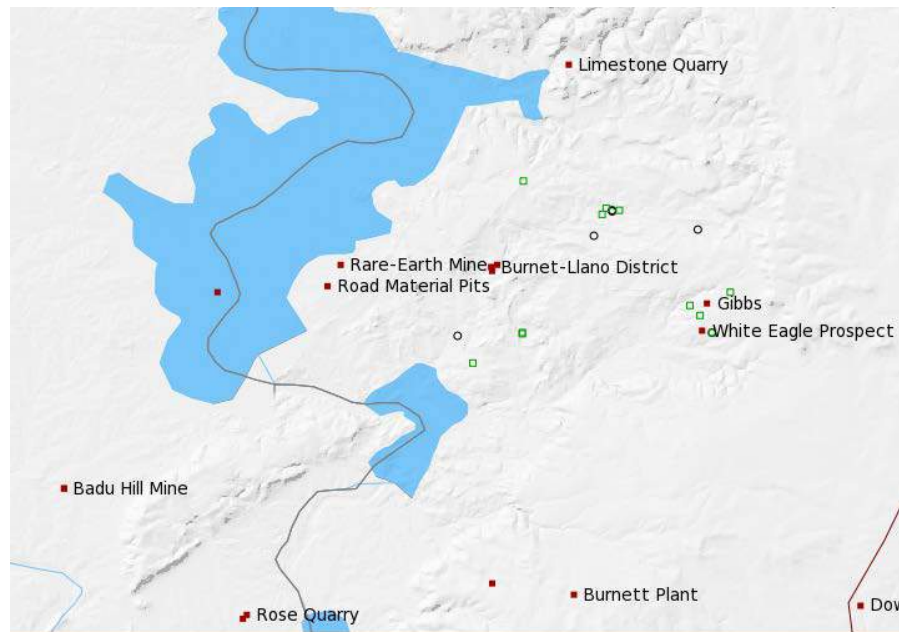 Limestone Quarry
Rare-Earth Mine
Burnet-Llano District
Road Material Pits
Gibbs
White Eagle Prospect
Badu Hill Mine
Burnett Plant
Dow
Rose Quarry